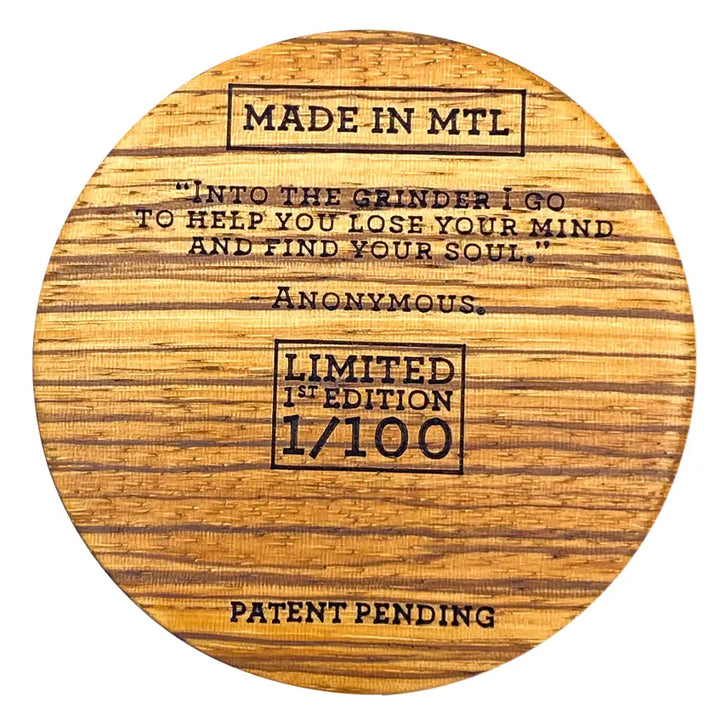 MADE IN MTL
“INTO THE GRINDER I GO
TO HELP YOU LOSE YOUR MIND
AND FIND YOUR SOUL.”
- ANONYMOUS.
LIMITED
1ST EDITION
1/100
PATENT PENDING